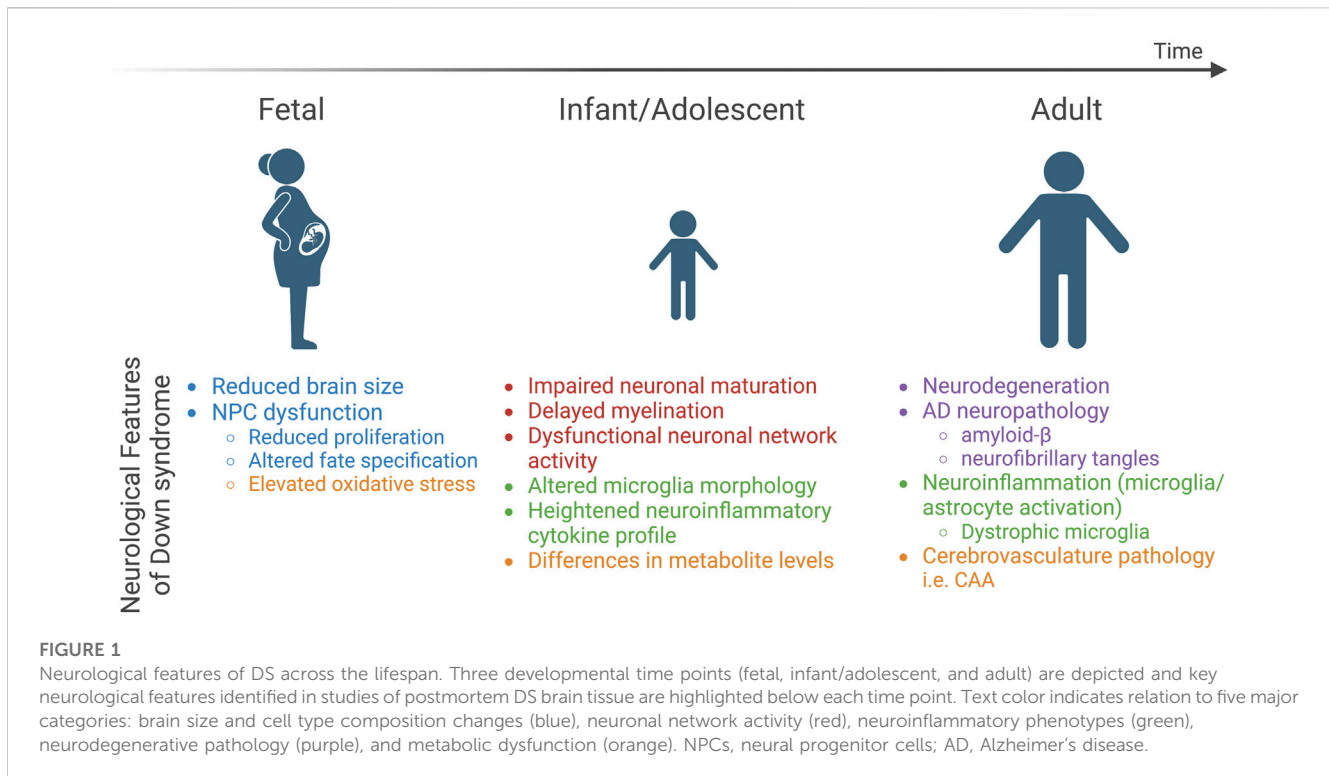 Time
Fetal
Infant/Adolescent
Adult
Neurological Features
of Down syndrome
• Reduced brain size
• NPC dysfunction
○ Reduced proliferation
○ Altered fate specification
○ Elevated oxidative stress
• Impaired neuronal maturation
• Delayed myelination
• Dysfunctional neuronal network
activity
• Altered microglia morphology
• Heightened neuroinflammatory
cytokine profile
• Differences in metabolite levels
• Neurodegeneration
• AD neuropathology
○ amyloid-β
○ neurofibrillary tangles
• Neuroinflammation (microglia/
astrocyte activation)
○ Dystrophic microglia
• Cerebrovasculature pathology
i.e. CAA
FIGURE 1
Neurological features of DS across the lifespan. Three developmental time points (fetal, infant/adolescent, and adult) are depicted and key
neurological features identified in studies of postmortem DS brain tissue are highlighted below each time point. Text color indicates relation to five major
categories: brain size and cell type composition changes (blue), neuronal network activity (red), neuroinflammatory phenotypes (green),
neurodegenerative pathology (purple), and metabolic dysfunction (orange). NPCs, neural progenitor cells; AD, Alzheimer's disease.